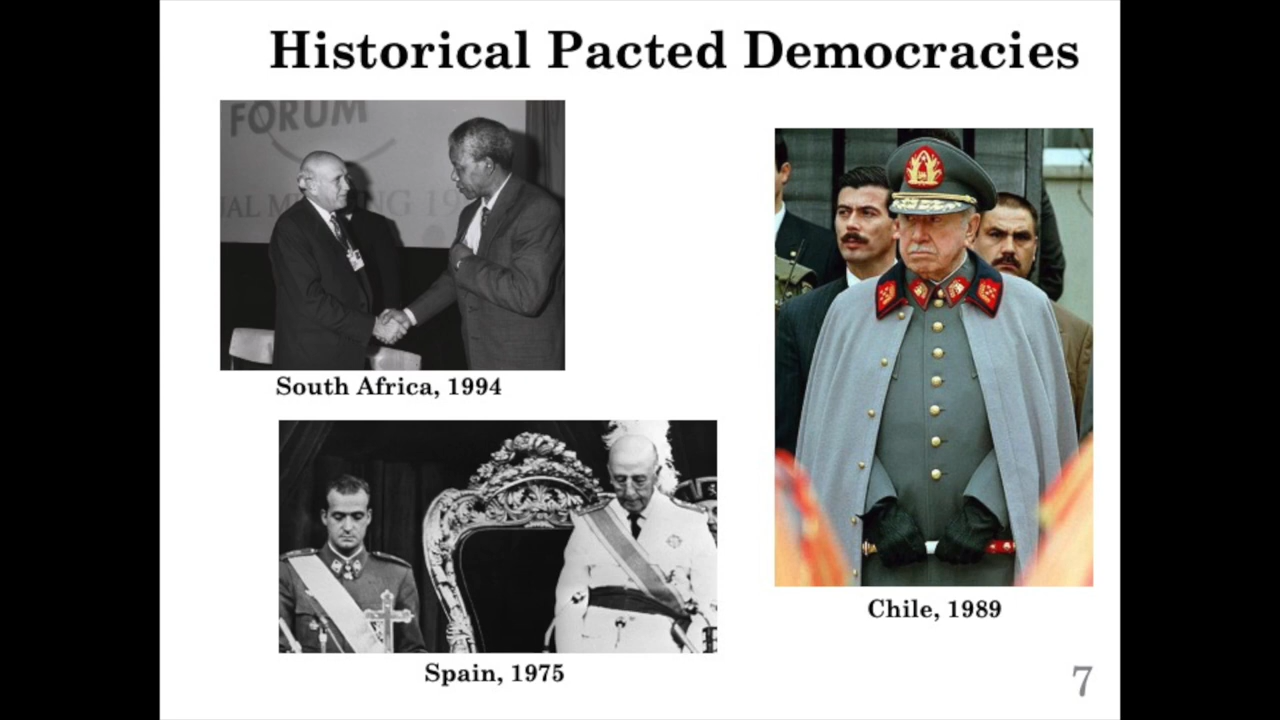 Historical Pacted Democracies
FORUM
South Africa, 1994
Spain, 1975
Chile, 1989
7